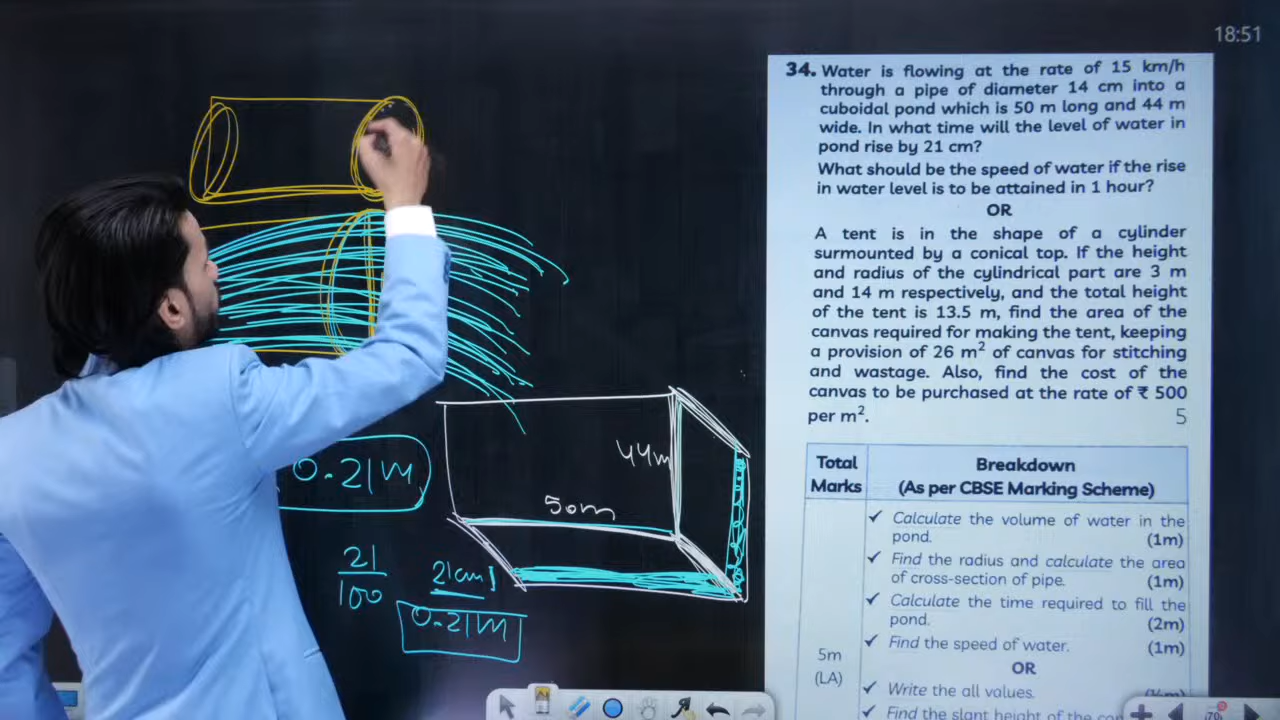 18:51
34. Water is flowing at the rate of 15 km/h
through a pipe of diameter 14 cm into a
cuboidal pond which is 50 m long and 44 m
wide. In what time will the level of water in
pond rise by 21 cm?
What should be the speed of water if the rise
in water level is to be attained in 1 hour?
OR
A tent is in the shape of a cylinder
surmounted by a conical top. If the height
and radius of the cylindrical part are 3 m
and 14 m respectively, and the total height
of the tent is 13.5 m, find the area of the
canvas required for making the tent, keeping
a provision of 26 m² of canvas for stitching
and wastage. Also, find the cost of the
canvas to be purchased at the rate of ₹ 500
per m². 5
Total
Marks
Breakdown
(As per CBSE Marking Scheme)
5m
(LA)
✓ Calculate the volume of water in the
pond. (1m)
✓ Find the radius and calculate the area
of cross-section of pipe. (1m)
✓ Calculate the time required to fill the
pond. (2m)
✓ Find the speed of water. (1m)
OR
✓ Write the all values.
✓ Find the slant height of the
44m
50m
0.21m
21
100
21cm
0.21m